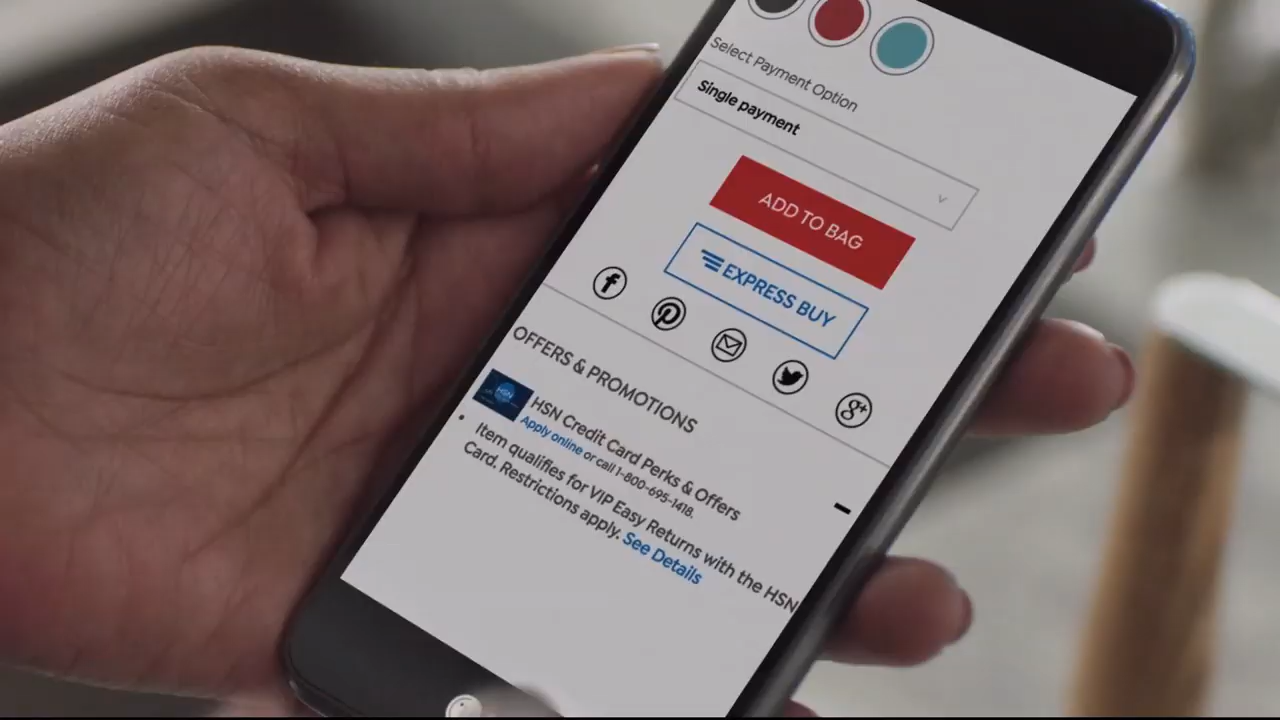 Select Payment Option
Single payment
ADD TO BAG
EXPRESS BUY
OFFERS & PROMOTIONS
HSN
HSN Credit Card Perks & Offers
Apply online or call 1-800-695-1418.
Item qualifies for VIP Easy Returns with the HSN
Card. Restrictions apply. See Details